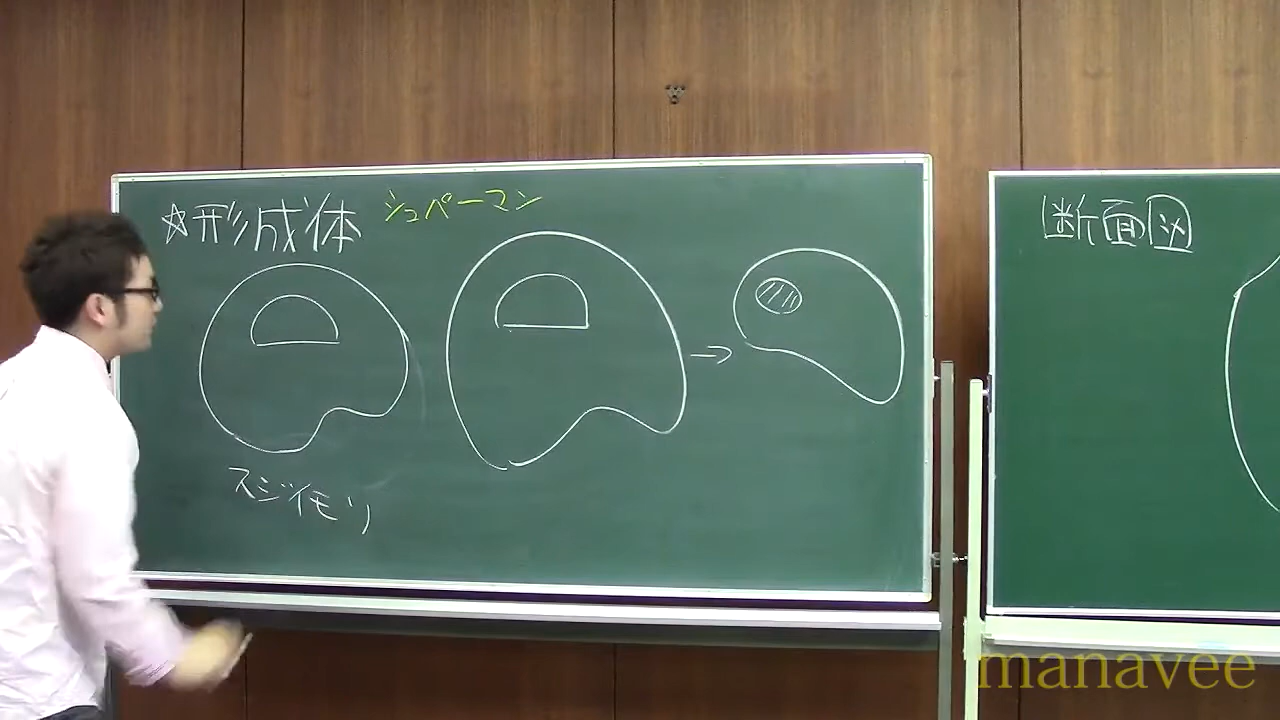 ☆形成体 シュペーマン
スジイモリ
断面図
manavee